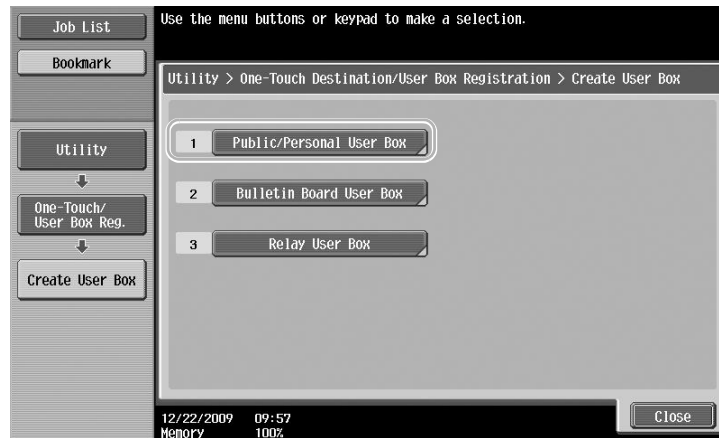 Job List
Use the menu buttons or keypad to make a selection.
Bookmark
Utility > One-Touch Destination/User Box Registration > Create User Box
Utility
One-Touch/
User Box Reg.
Create User Box
1 Public/Personal User Box
2 Bulletin Board User Box
3 Relay User Box
12/22/2009 09:57
Memory 100%
Close